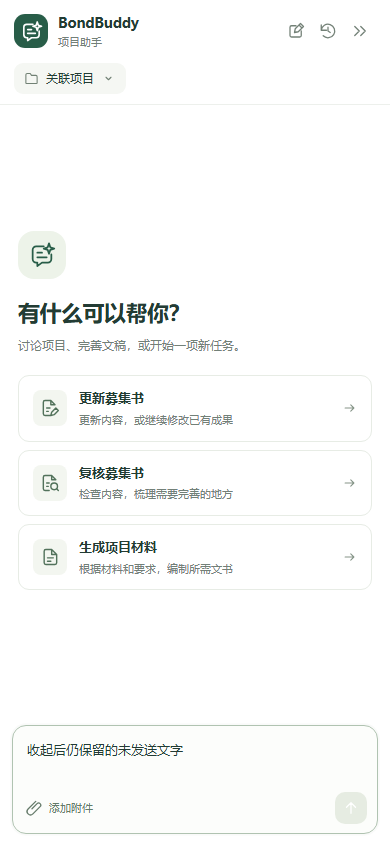 BondBuddy
项目助手
关联项目
有什么可以帮你？
讨论项目、完善文稿，或开始一项新任务。
更新募集书
更新内容，或继续修改已有成果
复核募集书
检查内容，梳理需要完善的地方
生成项目材料
根据材料和要求，编制所需文书
收起后仍保留的未发送文字
添加附件